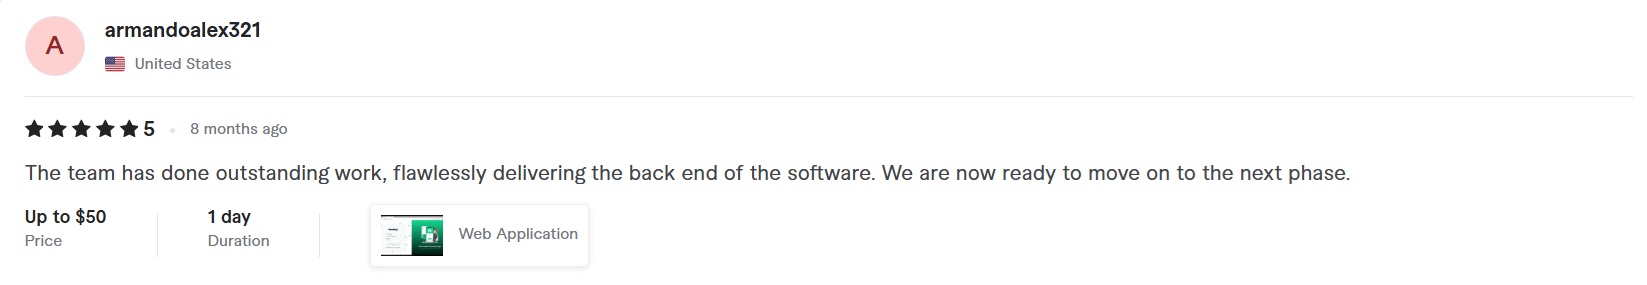 A
armandoalex321
United States
5
8 months ago
The team has done outstanding work, flawlessly delivering the back end of the software. We are now ready to move on to the next phase.
Up to $50
Price
1 day
Duration
Web Application